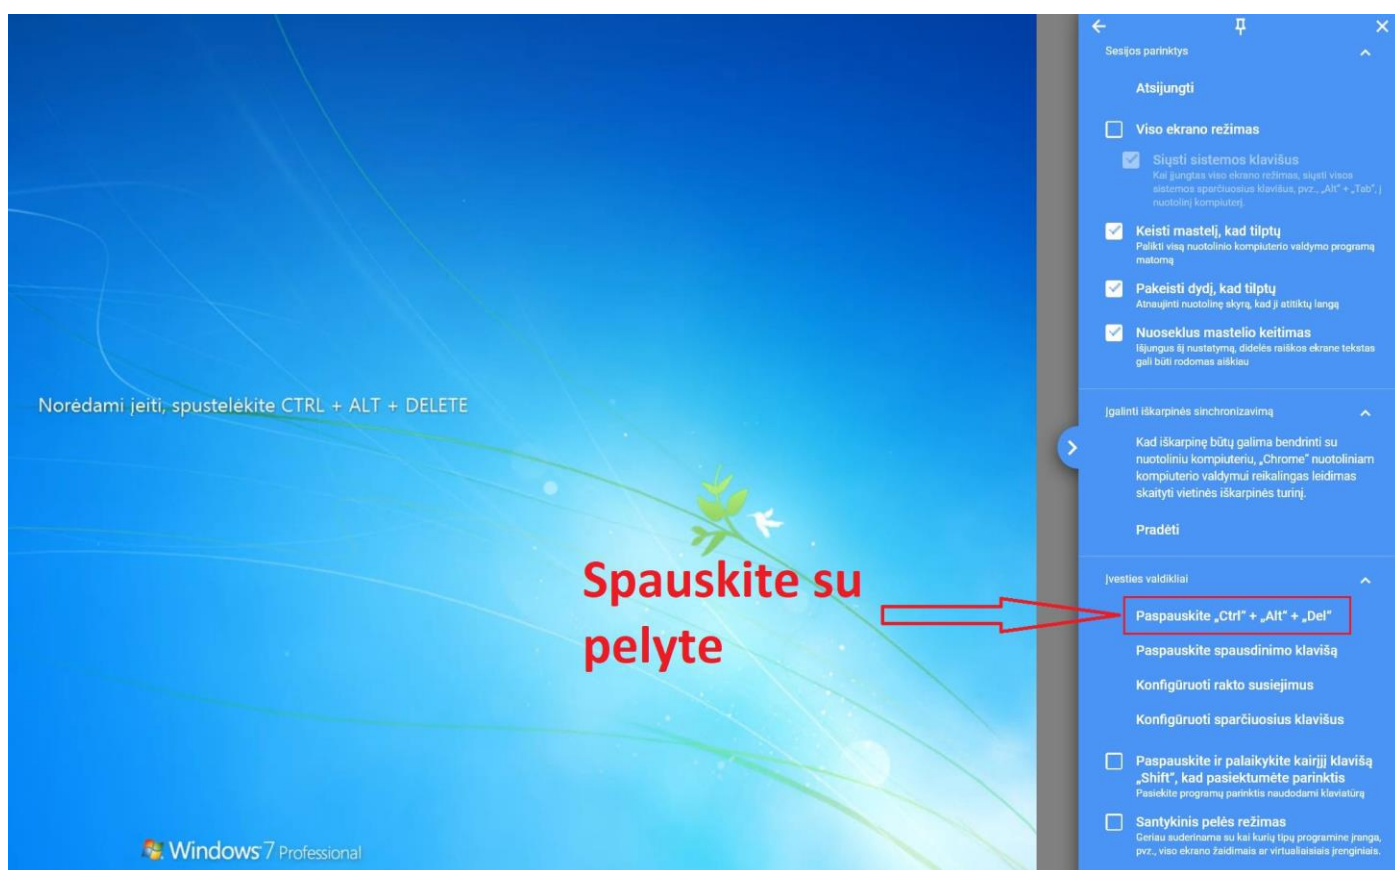 Norėdami įeiti, spustelėkite CTRL + ALT + DELETE
Spauskite su
pelyte
Windows 7 Professional
Sesijos parinktys
Atsijungti
Viso ekrano režimas
Siųsti sistemos klavišus
Kai įjungtas viso ekrano režimas, siųsti visos
sistemos sparčiuosius klavišus, pvz., „Alt“ + „Tab“, į
nuotolinį kompiuterį.
Keisti mastelį, kad tilptų
Palikti visą nuotolinio kompiuterio valdymo programą
matomą
Pakeisti dydį, kad tilptų
Atnaujinti nuotolinę skyrą, kad ji atitiktų langą
Nuoseklus mastelio keitimas
Išjungus šį nustatymą, didelės raiškos ekrane tekstas
gali būti rodomas aiškiau
Įgalinti iškarpinės sinchronizavimą
Kad iškarpinę būtų galima bendrinti su
nuotoliniu kompiuteriu, „Chrome“ nuotoliniam
kompiuterio valdymui reikalingas leidimas
skaityti vietinės iškarpinės turinį.
Pradėti
Įvesties valdikliai
Paspauskite „Ctrl“ + „Alt“ + „Del“
Paspauskite spausdinimo klavišą
Konfigūruoti rakto susiejimus
Konfigūruoti sparčiuosius klavišus
Paspauskite ir palaikykite kairįjį klavišą
„Shift“, kad pasiektumėte parinktis
Pasiekite programų parinktis naudodami klaviatūrą
Santykinis pelės režimas
Geriau suderinama su kai kurių tipų programine įranga,
pvz., viso ekrano žaidimais ar virtualiaisiais įrenginiais.